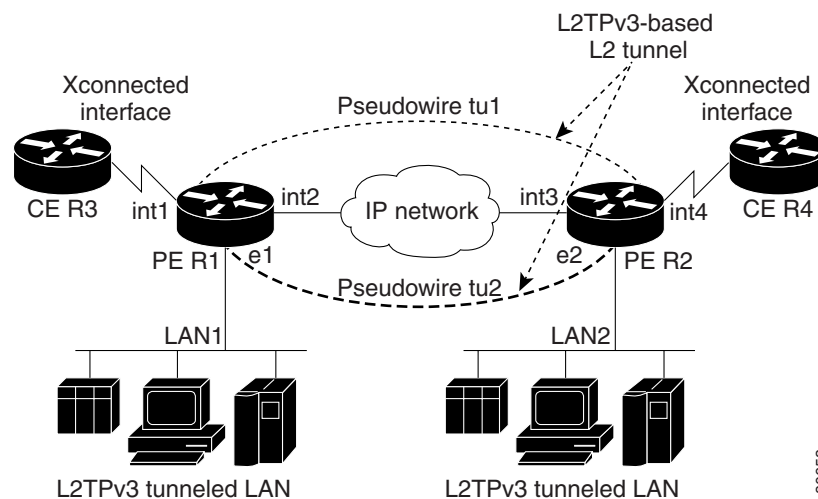 L2TPv3-based
L2 tunnel
Xconnected
interface
Pseudowire tu1
Xconnected
interface
CE R3
int1
int2
IP network
int3
int4
CE R4
PE R1
e1
e2
PE R2
Pseudowire tu2
LAN1
LAN2
L2TPv3 tunneled LAN
L2TPv3 tunneled LAN